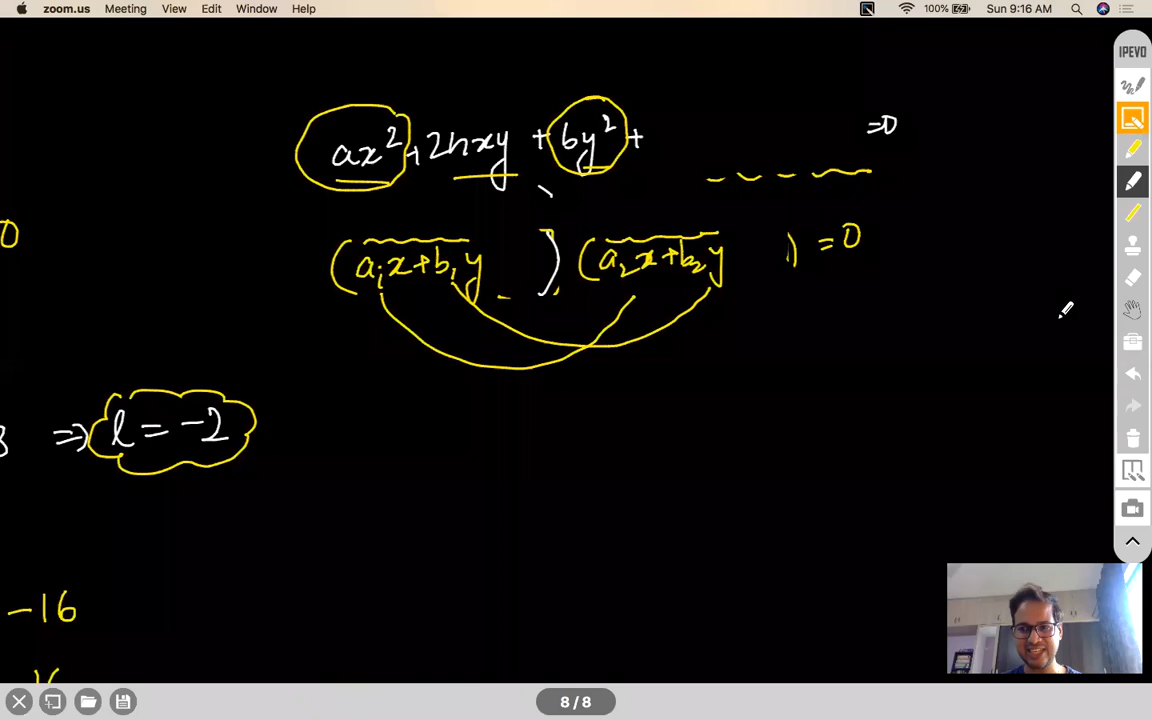 zoom.us Meeting View Edit Window Help 100% Sun 9:16 AM
IPEVO
ax² + 2hxy + by² + =0
(a₁x+b₁y ) (a₂x+b₂y ) =0
0
⇒ l = -2
-16
8/8